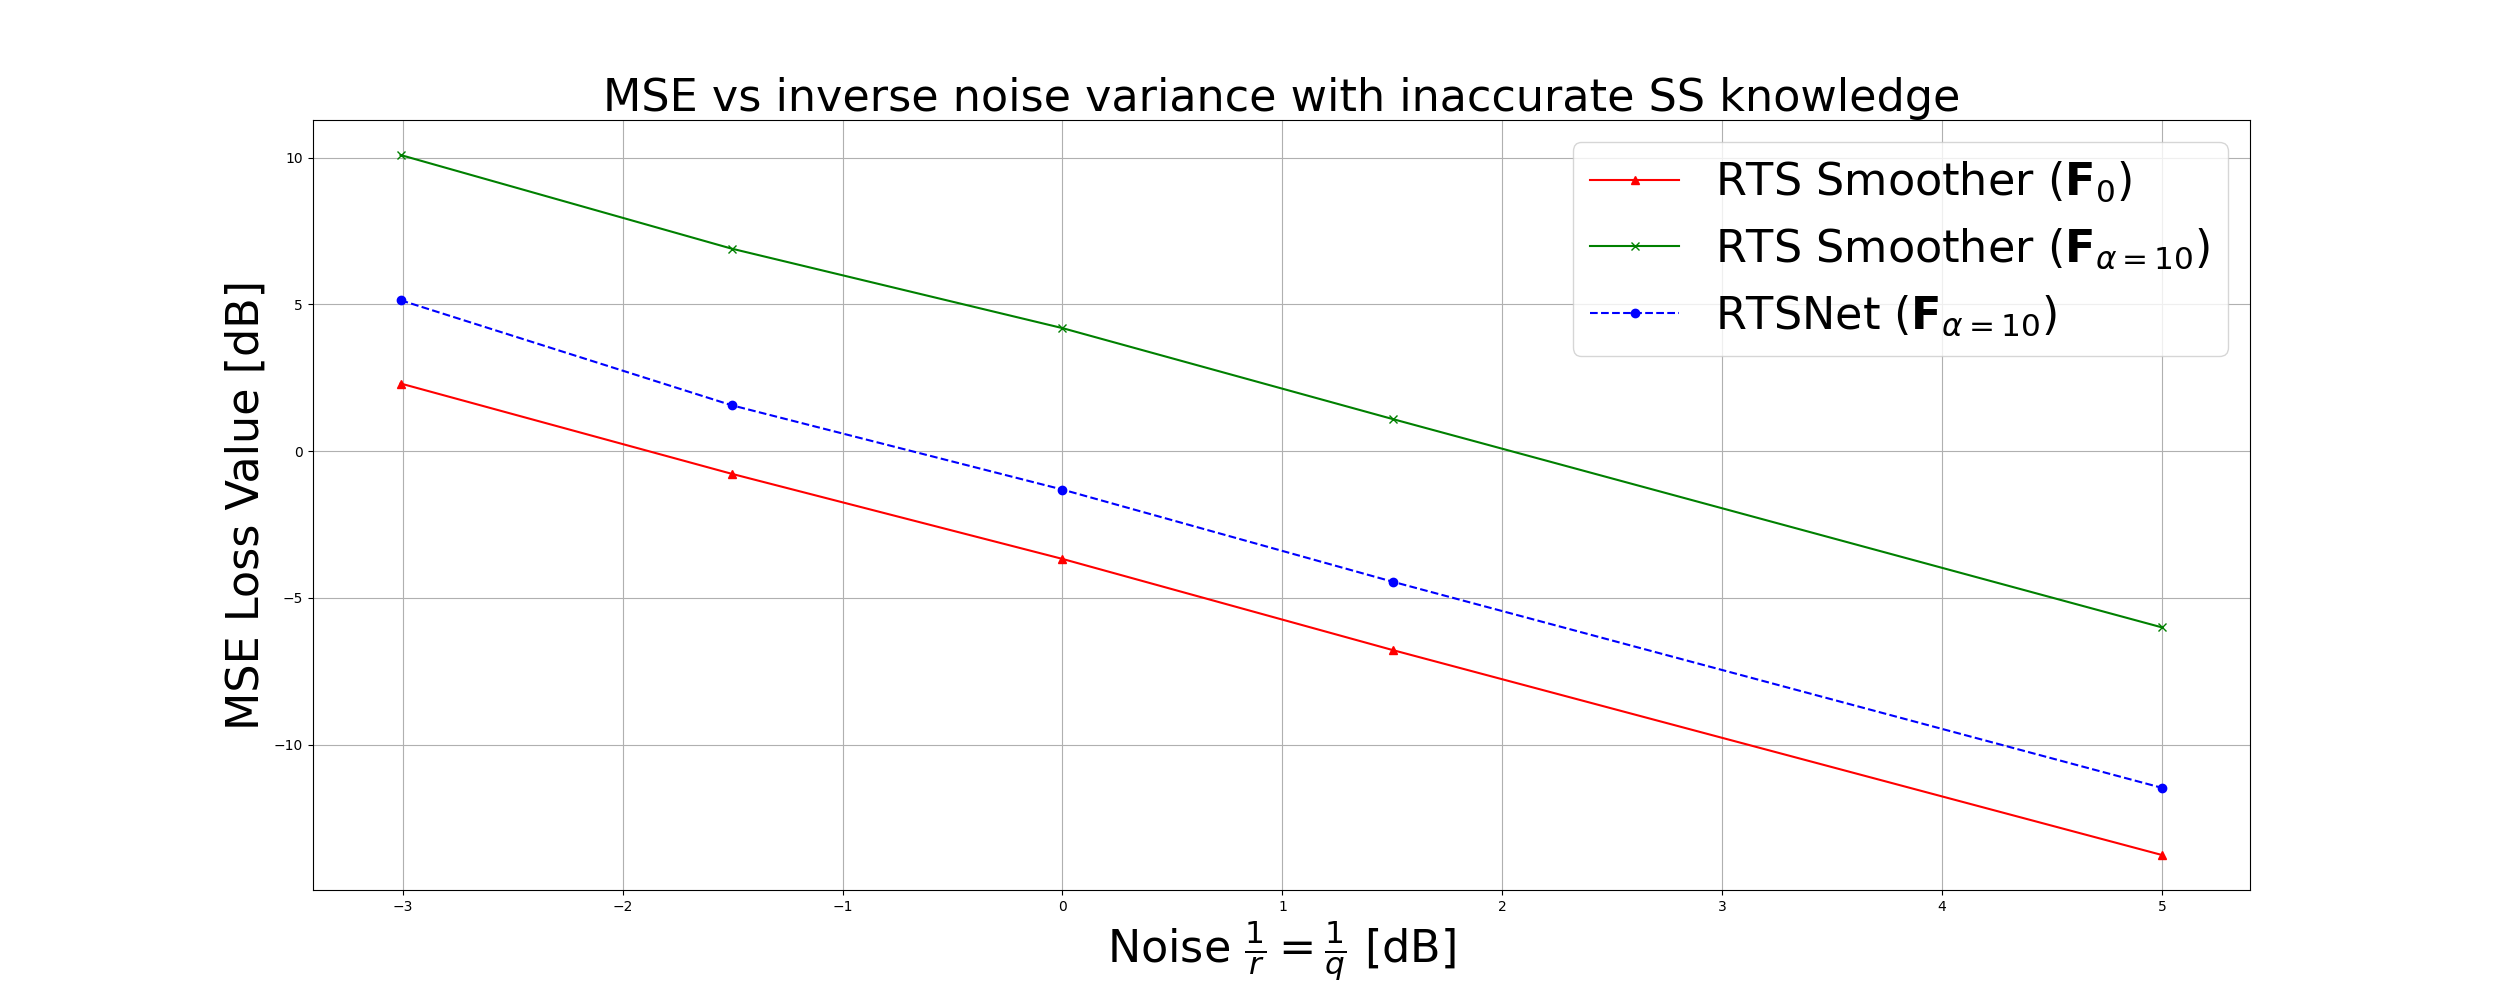 MSE vs inverse noise variance with inaccurate SS knowledge
RTS Smoother (F₀)
RTS Smoother (F_{α=10})
RTSNet (F_{α=10})
MSE Loss Value [dB]
10
5
0
−5
−10
−3
−2
−1
0
1
2
3
4
5
Noise 1/r = 1/q [dB]